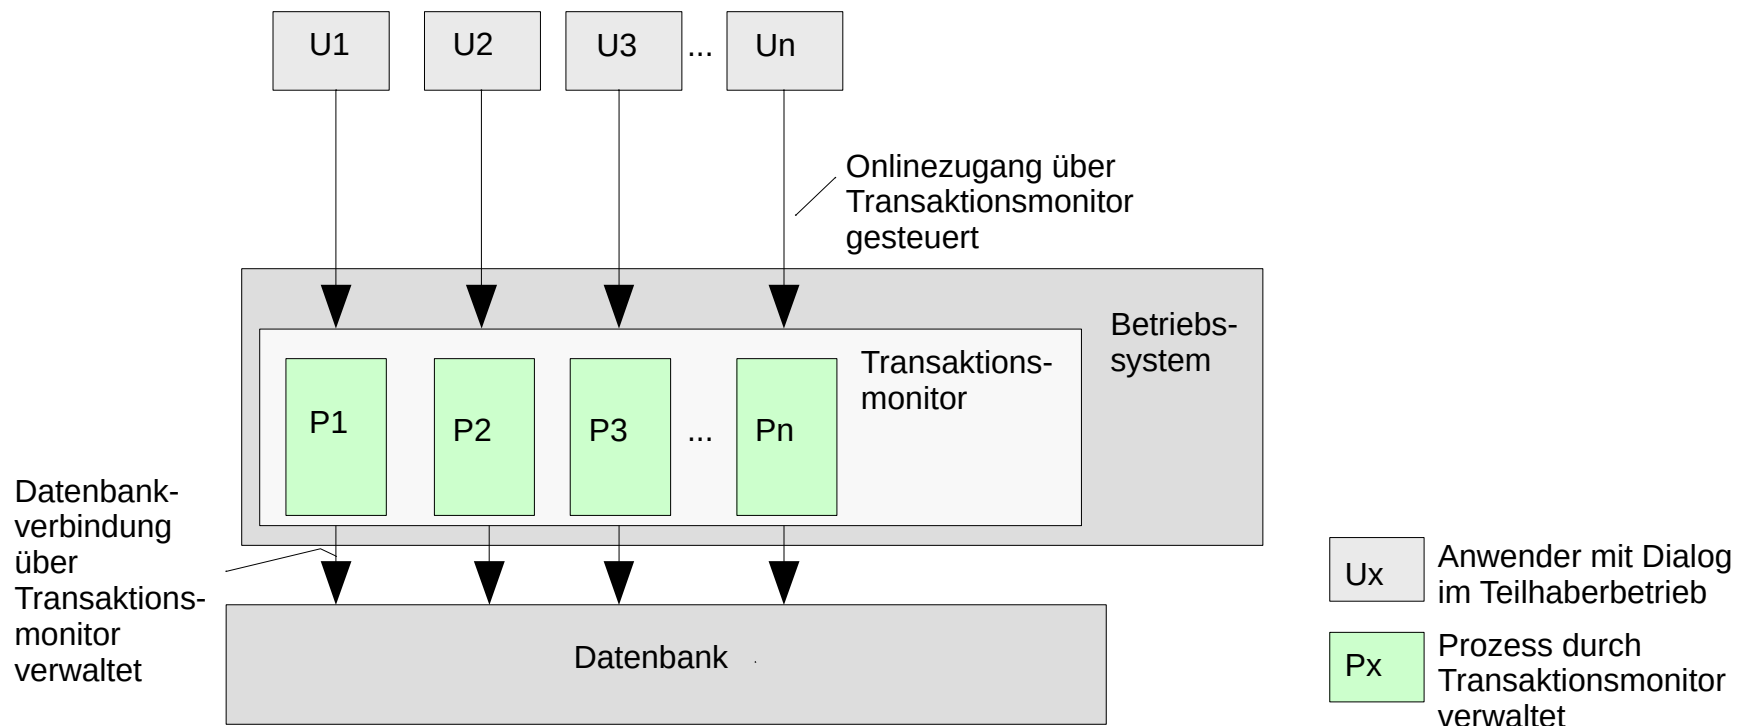 U1
U2
U3
...
Un
Onlinezugang über
Transaktionsmonitor
gesteuert
Betriebs-
system
Transaktions-
monitor
P1
P2
P3
...
Pn
Datenbank-
verbindung
über
Transaktions-
monitor
verwaltet
Datenbank
Ux
Anwender mit Dialog
im Teilhaberbetrieb
Px
Prozess durch
Transaktionsmonitor
verwaltet